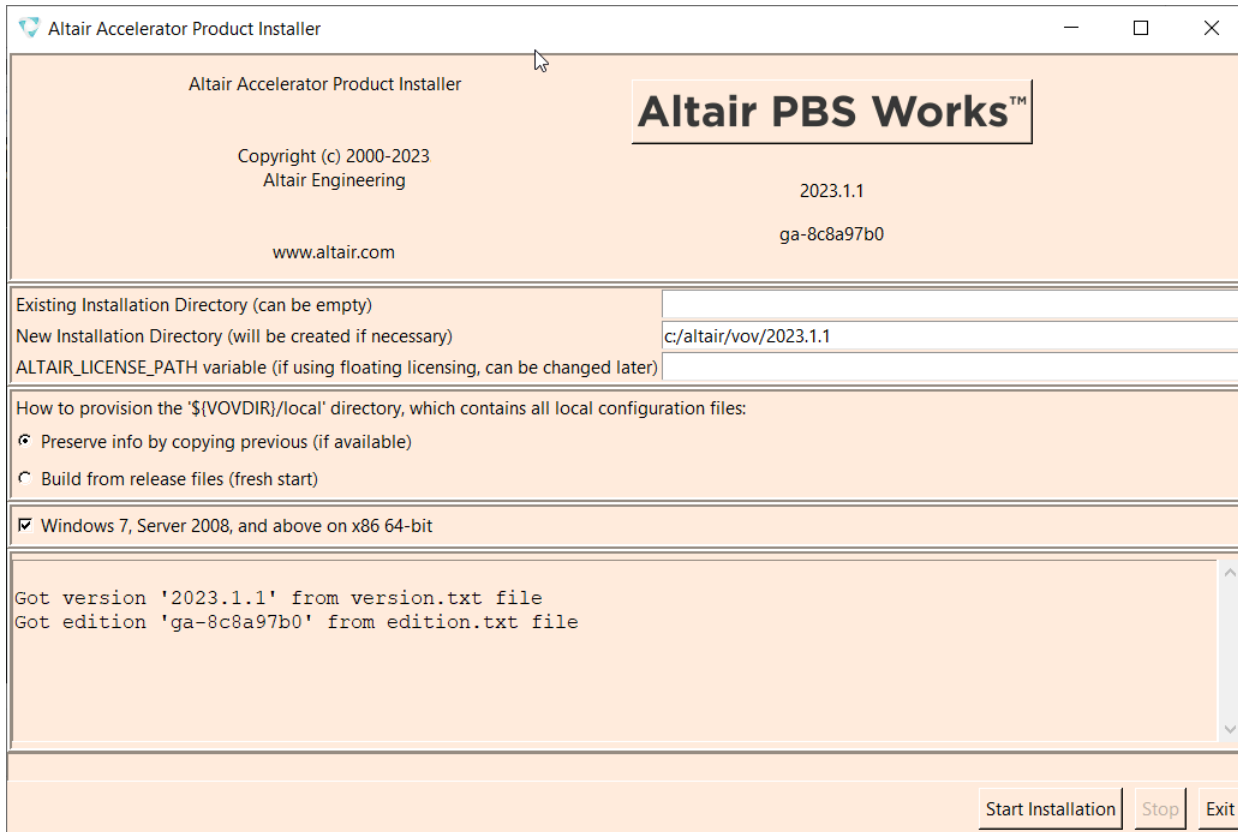 Altair Accelerator Product Installer
Altair Accelerator Product Installer
Copyright (c) 2000-2023
Altair Engineering
www.altair.com
Altair PBS Works™
2023.1.1
ga-8c8a97b0
Existing Installation Directory (can be empty)
New Installation Directory (will be created if necessary) c:/altair/vov/2023.1.1
ALTAIR_LICENSE_PATH variable (if using floating licensing, can be changed later)
How to provision the '${VOVDIR}/local' directory, which contains all local configuration files:
Preserve info by copying previous (if available)
Build from release files (fresh start)
Windows 7, Server 2008, and above on x86 64-bit
Got version '2023.1.1' from version.txt file
Got edition 'ga-8c8a97b0' from edition.txt file
Start Installation Stop Exit